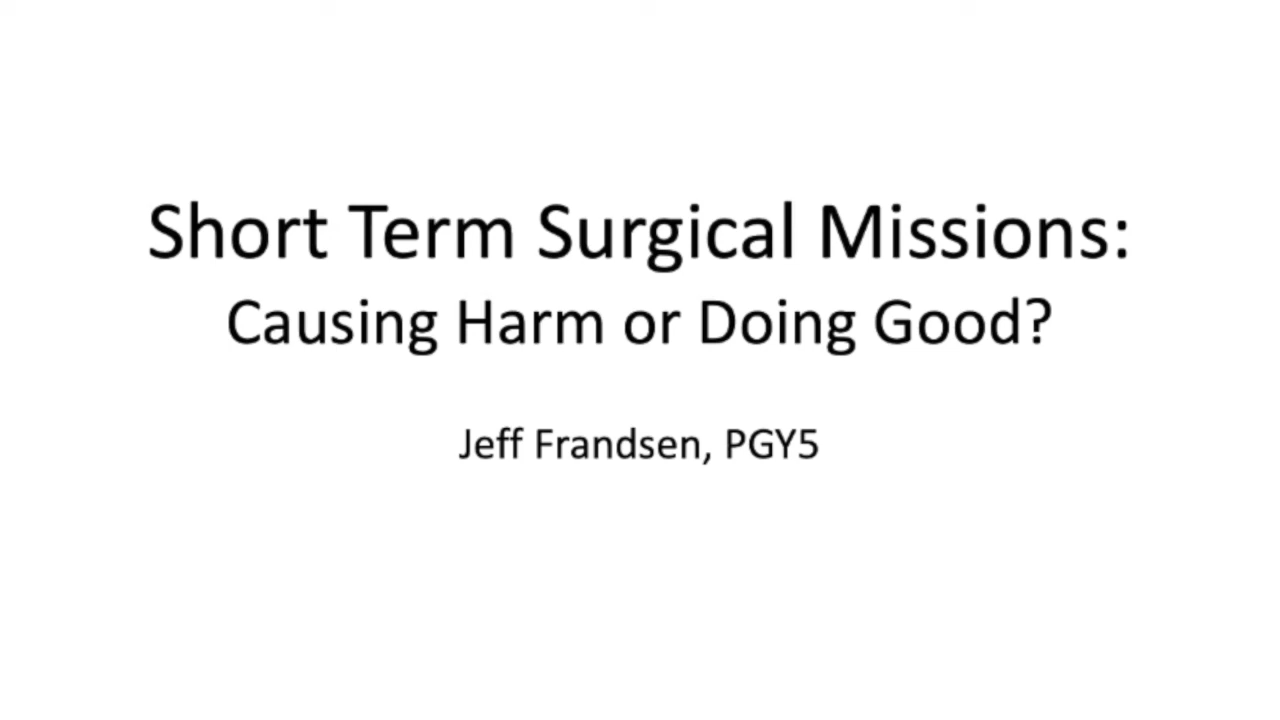 Short Term Surgical Missions:
Causing Harm or Doing Good?
Jeff Frandsen, PGY5